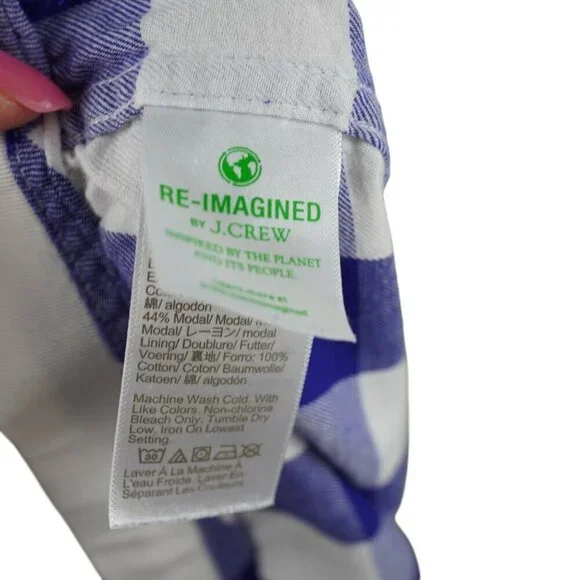 RE-IMAGINED
BY J.CREW
INSPIRED BY THE PLANET
AND ITS PEOPLE.
綿/ algodón
44% Modal/ Modal/
Modal/ レーヨン/ modal
Lining/ Doublure/ Futter/
Voering/ 裏地/ Forro: 100%
Cotton/ Coton/ Baumwolle/
Katoen/ 綿/ algodón
Machine Wash Cold. With
Like Colors. Non-chlorine
Bleach Only. Tumble Dry
Low. Iron On Lowest
Setting.
30
Laver À La Machine À
L'eau Froide. Laver En
Séparant Les Couleurs